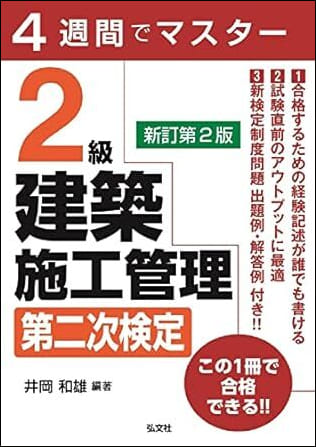 4週間でマスター
1 合格するための経験記述が誰でも書ける
2 試験直前のアウトプットに最適
3 新検定制度問題 出題例・解答例 付き!!
2級
新訂第2版
建築
施工管理
第二次検定
この1冊で
合格
できる!!
井岡 和雄 編著
弘文社